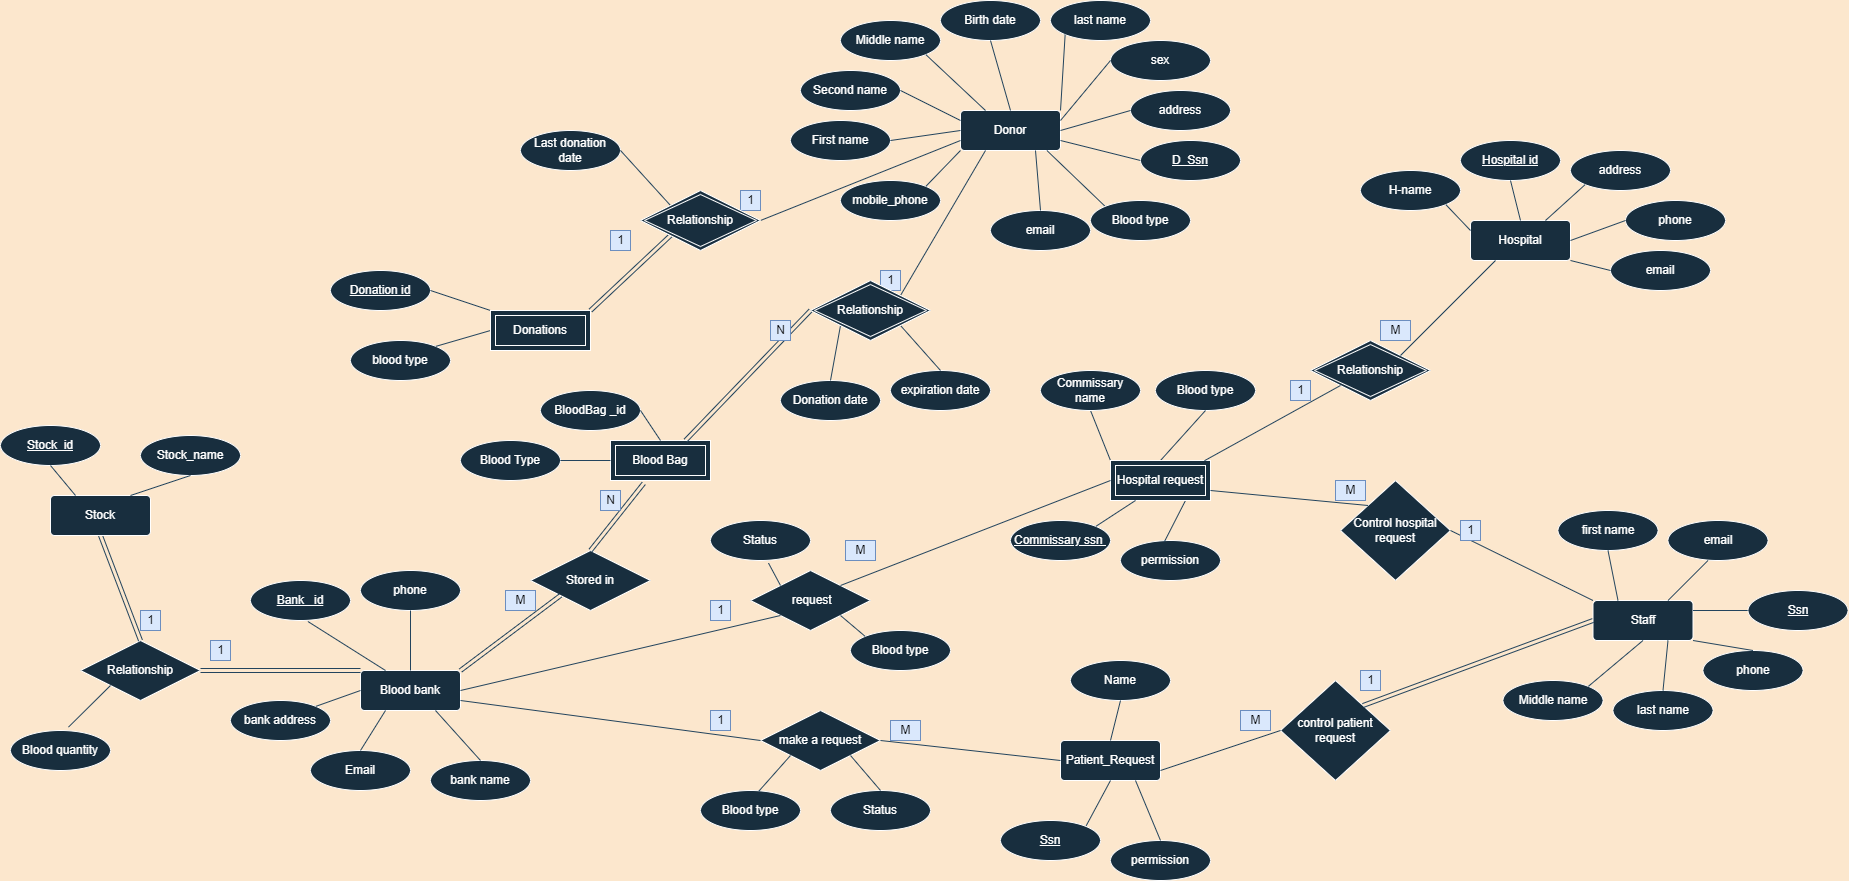 Birth date
last name
Middle name
sex
Second name
address
Donor
First name
D_Ssn
mobile_phone
email
Blood type
Last donation
date
1
Relationship
1
Donation id
Donations
blood type
1
Relationship
N
Donation date
expiration date
Hospital id
address
H-name
phone
Hospital
email
M
Relationship
1
Commissary
name
Blood type
Hospital request
Commissary ssn
permission
M
Control hospital
request
1
first name
email
Ssn
Staff
phone
Middle name
last name
BloodBag _id
Blood Type
Blood Bag
N
Stored in
M
Stock_id
Stock_name
Stock
1
Relationship
1
Blood quantity
Bank _id
phone
Blood bank
bank address
Email
bank name
Status
M
request
1
Blood type
1
make a request
M
Blood type
Status
Name
Patient_Request
Ssn
permission
1
M
control patient
request